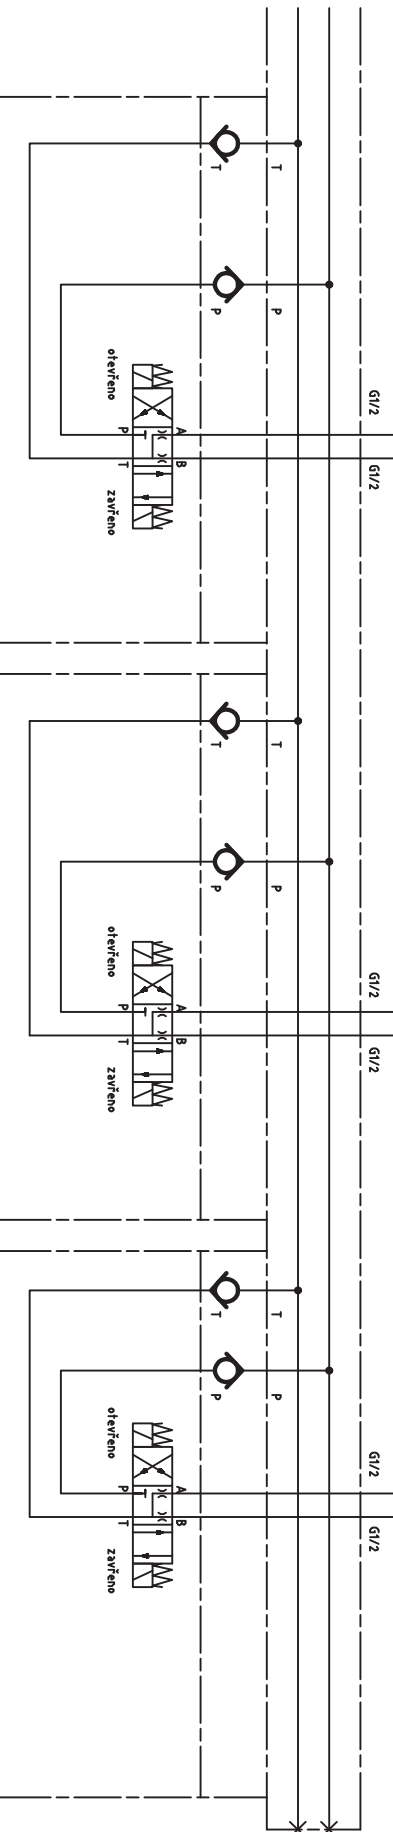 T T
P P
G1/2
otevřeno
P A
T B
G1/2
zavřeno
T T
P P
G1/2
otevřeno
P A
T B
G1/2
zavřeno
T T
P P
G1/2
otevřeno
P A
T B
G1/2
zavřeno